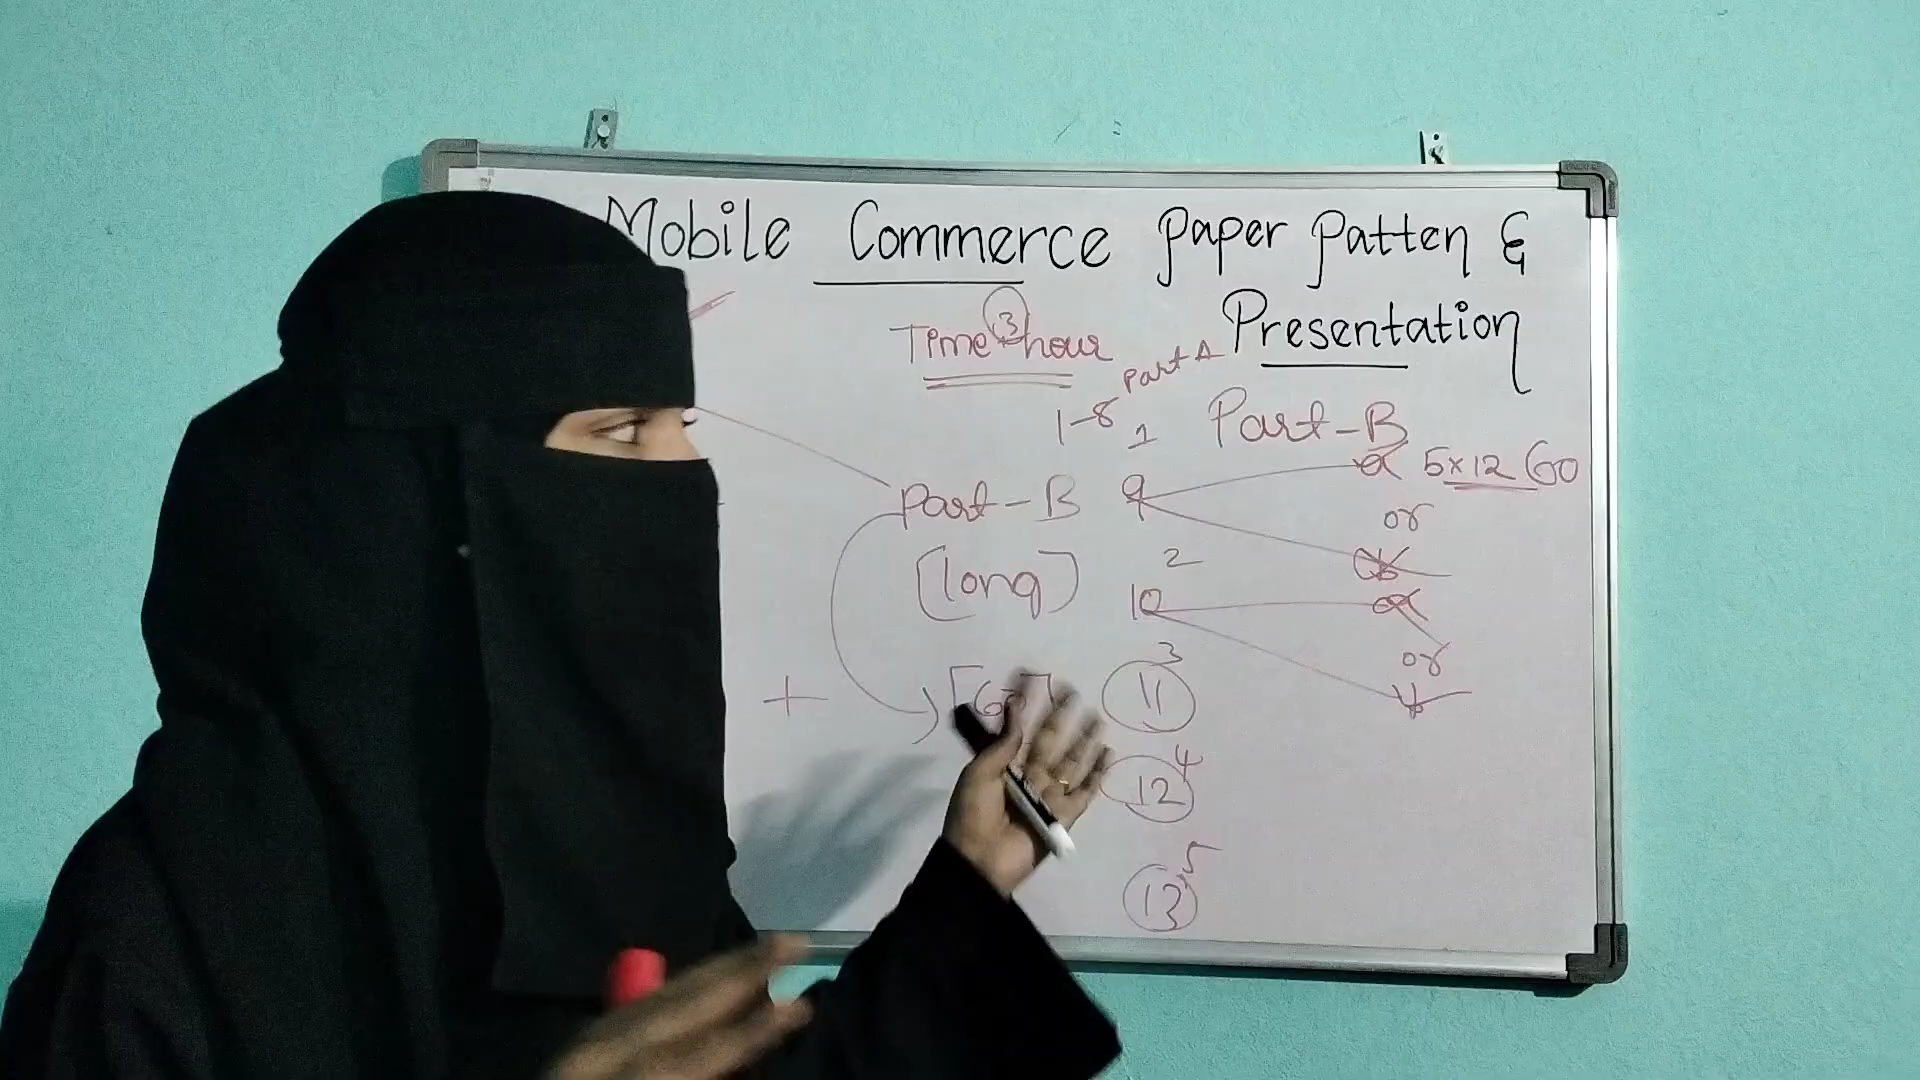 Mobile Commerce Paper Patten &
Presentation
Time 3 hour
Part A
1-8
Part-B
5x12 60
1
Part-B 9 a
or
b
[long]
2
10 a
or
b
3
+ [60] 11
4
12
5
13